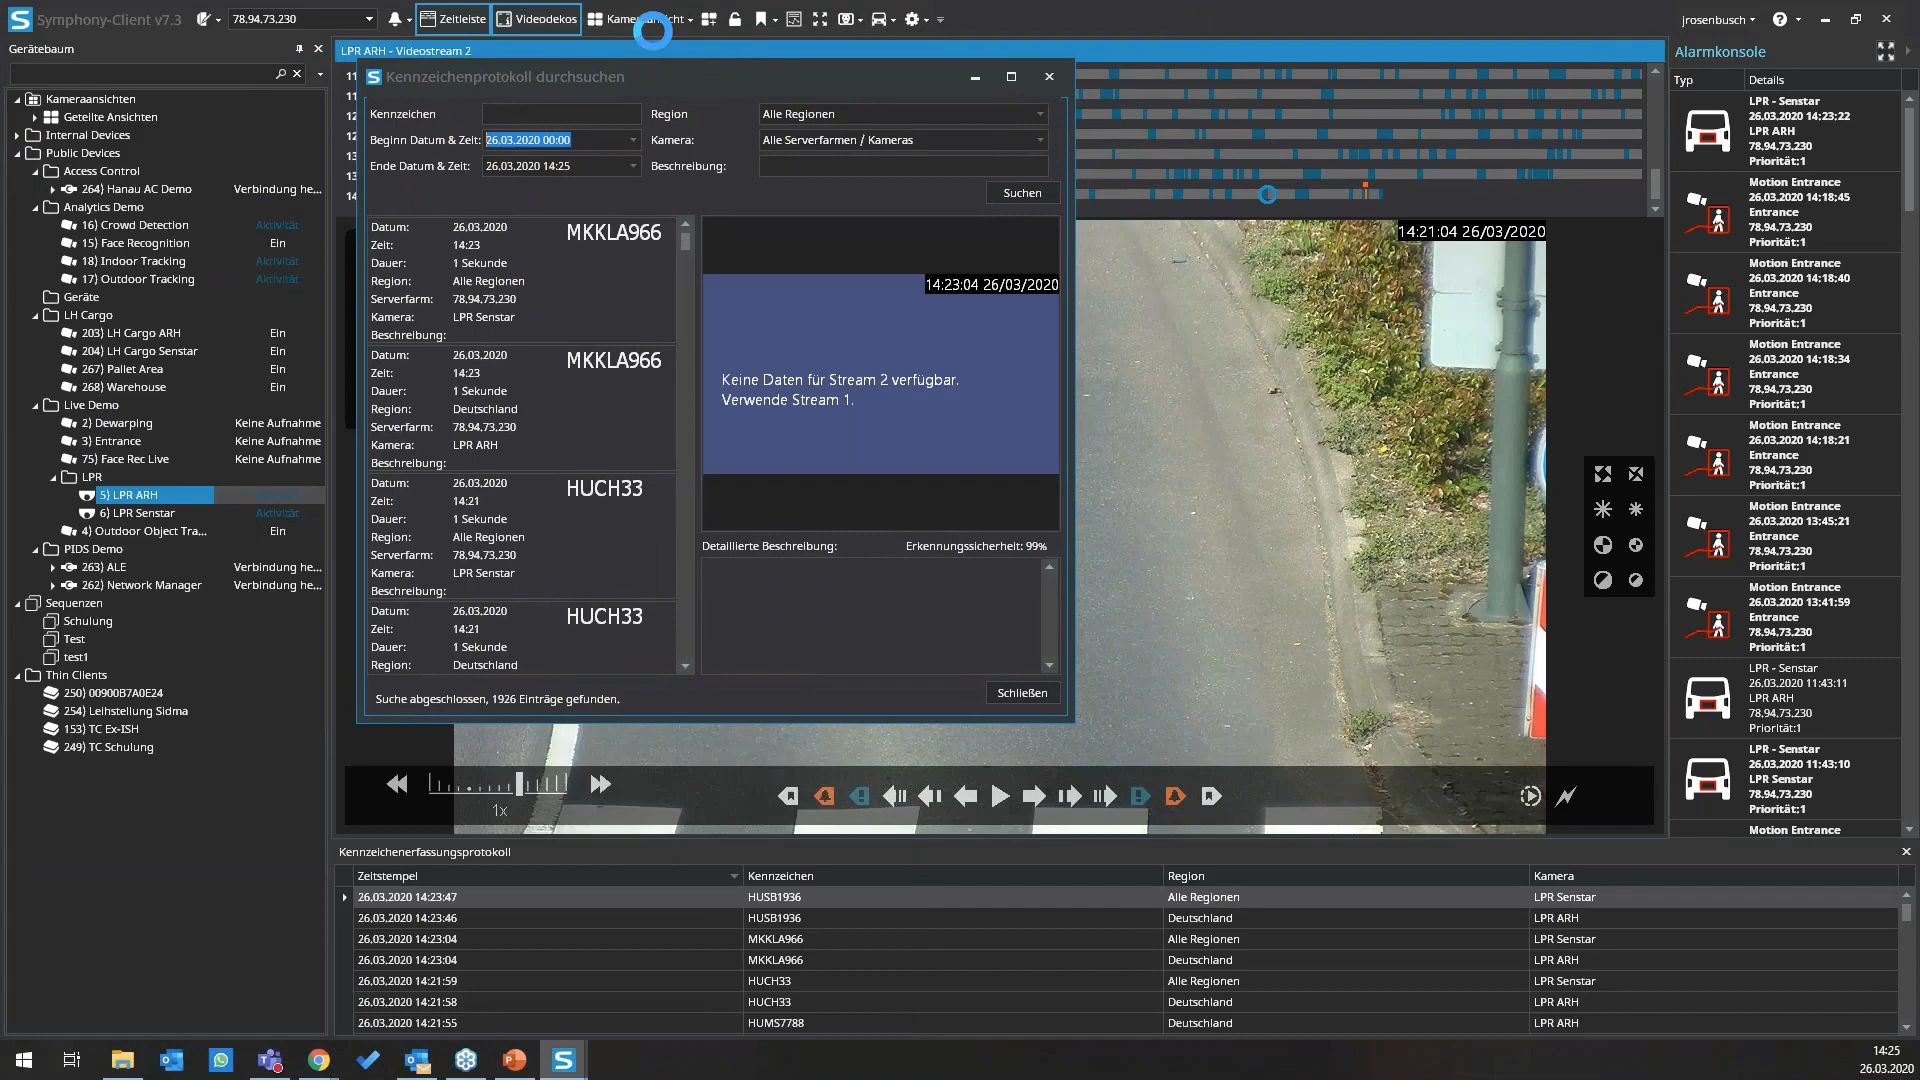 Symphony-Client v7.3
78.94.73.230
Zeitleiste
Videodekos
jrosenbusch
Gerätebaum
Kameraansichten
Geteilte Ansichten
Internal Devices
Public Devices
Access Control
264) Hanau AC Demo Verbindung he...
Analytics Demo
16) Crowd Detection Aktivität
15) Face Recognition Ein
18) Indoor Tracking Aktivität
17) Outdoor Tracking Aktivität
Geräte
LH Cargo
203) LH Cargo ARH Ein
204) LH Cargo Senstar Ein
267) Pallet Area Ein
268) Warehouse Ein
Live Demo
2) Dewarping Keine Aufnahme
3) Entrance Keine Aufnahme
75) Face Rec Live Keine Aufnahme
LPR
5) LPR ARH
6) LPR Senstar Aktivität
4) Outdoor Object Tra... Ein
PIDS Demo
263) ALE Verbindung he...
262) Network Manager Verbindung he...
Sequenzen
Schulung
Test
test1
Thin Clients
250) 00900B7A0E24
254) Leihstellung Sidma
153) TC Ex-ISH
249) TC Schulung
LPR ARH - Videostream 2
11
11
12
12
13
13
14
14:21:04 26/03/2020
Kennzeichenprotokoll durchsuchen
Kennzeichen Region Alle Regionen
Beginn Datum & Zeit: 26.03.2020 00:00 Kamera: Alle Serverfarmen / Kameras
Ende Datum & Zeit: 26.03.2020 14:25 Beschreibung:
Suchen
Datum: 26.03.2020 MKKLA966
Zeit: 14:23
Dauer: 1 Sekunde
Region: Alle Regionen
Serverfarm: 78.94.73.230
Kamera: LPR Senstar
Beschreibung:
Datum: 26.03.2020 MKKLA966
Zeit: 14:23
Dauer: 1 Sekunde
Region: Deutschland
Serverfarm: 78.94.73.230
Kamera: LPR ARH
Beschreibung:
Datum: 26.03.2020 HUCH33
Zeit: 14:21
Dauer: 1 Sekunde
Region: Alle Regionen
Serverfarm: 78.94.73.230
Kamera: LPR Senstar
Beschreibung:
Datum: 26.03.2020 HUCH33
Zeit: 14:21
Dauer: 1 Sekunde
Region: Deutschland
14:23:04 26/03/2020
Keine Daten für Stream 2 verfügbar.
Verwende Stream 1.
Detaillierte Beschreibung: Erkennungssicherheit: 99%
Suche abgeschlossen, 1926 Einträge gefunden.
Schließen
1x
Alarmkonsole
Typ Details
LPR - Senstar
26.03.2020 14:23:22
LPR ARH
78.94.73.230
Priorität:1
Motion Entrance
26.03.2020 14:18:45
Entrance
78.94.73.230
Priorität:1
Motion Entrance
26.03.2020 14:18:40
Entrance
78.94.73.230
Priorität:1
Motion Entrance
26.03.2020 14:18:34
Entrance
78.94.73.230
Priorität:1
Motion Entrance
26.03.2020 14:18:21
Entrance
78.94.73.230
Priorität:1
Motion Entrance
26.03.2020 13:45:21
Entrance
78.94.73.230
Priorität:1
Motion Entrance
26.03.2020 13:41:59
Entrance
78.94.73.230
Priorität:1
LPR - Senstar
26.03.2020 11:43:11
LPR ARH
78.94.73.230
Priorität:1
LPR - Senstar
26.03.2020 11:43:10
LPR Senstar
78.94.73.230
Priorität:1
Motion Entrance
Kennzeichenerfassungsprotokoll
Zeitstempel Kennzeichen Region Kamera
26.03.2020 14:23:47 HUSB1936 Alle Regionen LPR Senstar
26.03.2020 14:23:46 HUSB1936 Deutschland LPR ARH
26.03.2020 14:23:04 MKKLA966 Alle Regionen LPR Senstar
26.03.2020 14:23:04 MKKLA966 Deutschland LPR ARH
26.03.2020 14:21:59 HUCH33 Alle Regionen LPR Senstar
26.03.2020 14:21:58 HUCH33 Deutschland LPR ARH
26.03.2020 14:21:55 HUMS7788 Deutschland LPR ARH
14:25
26.03.2020